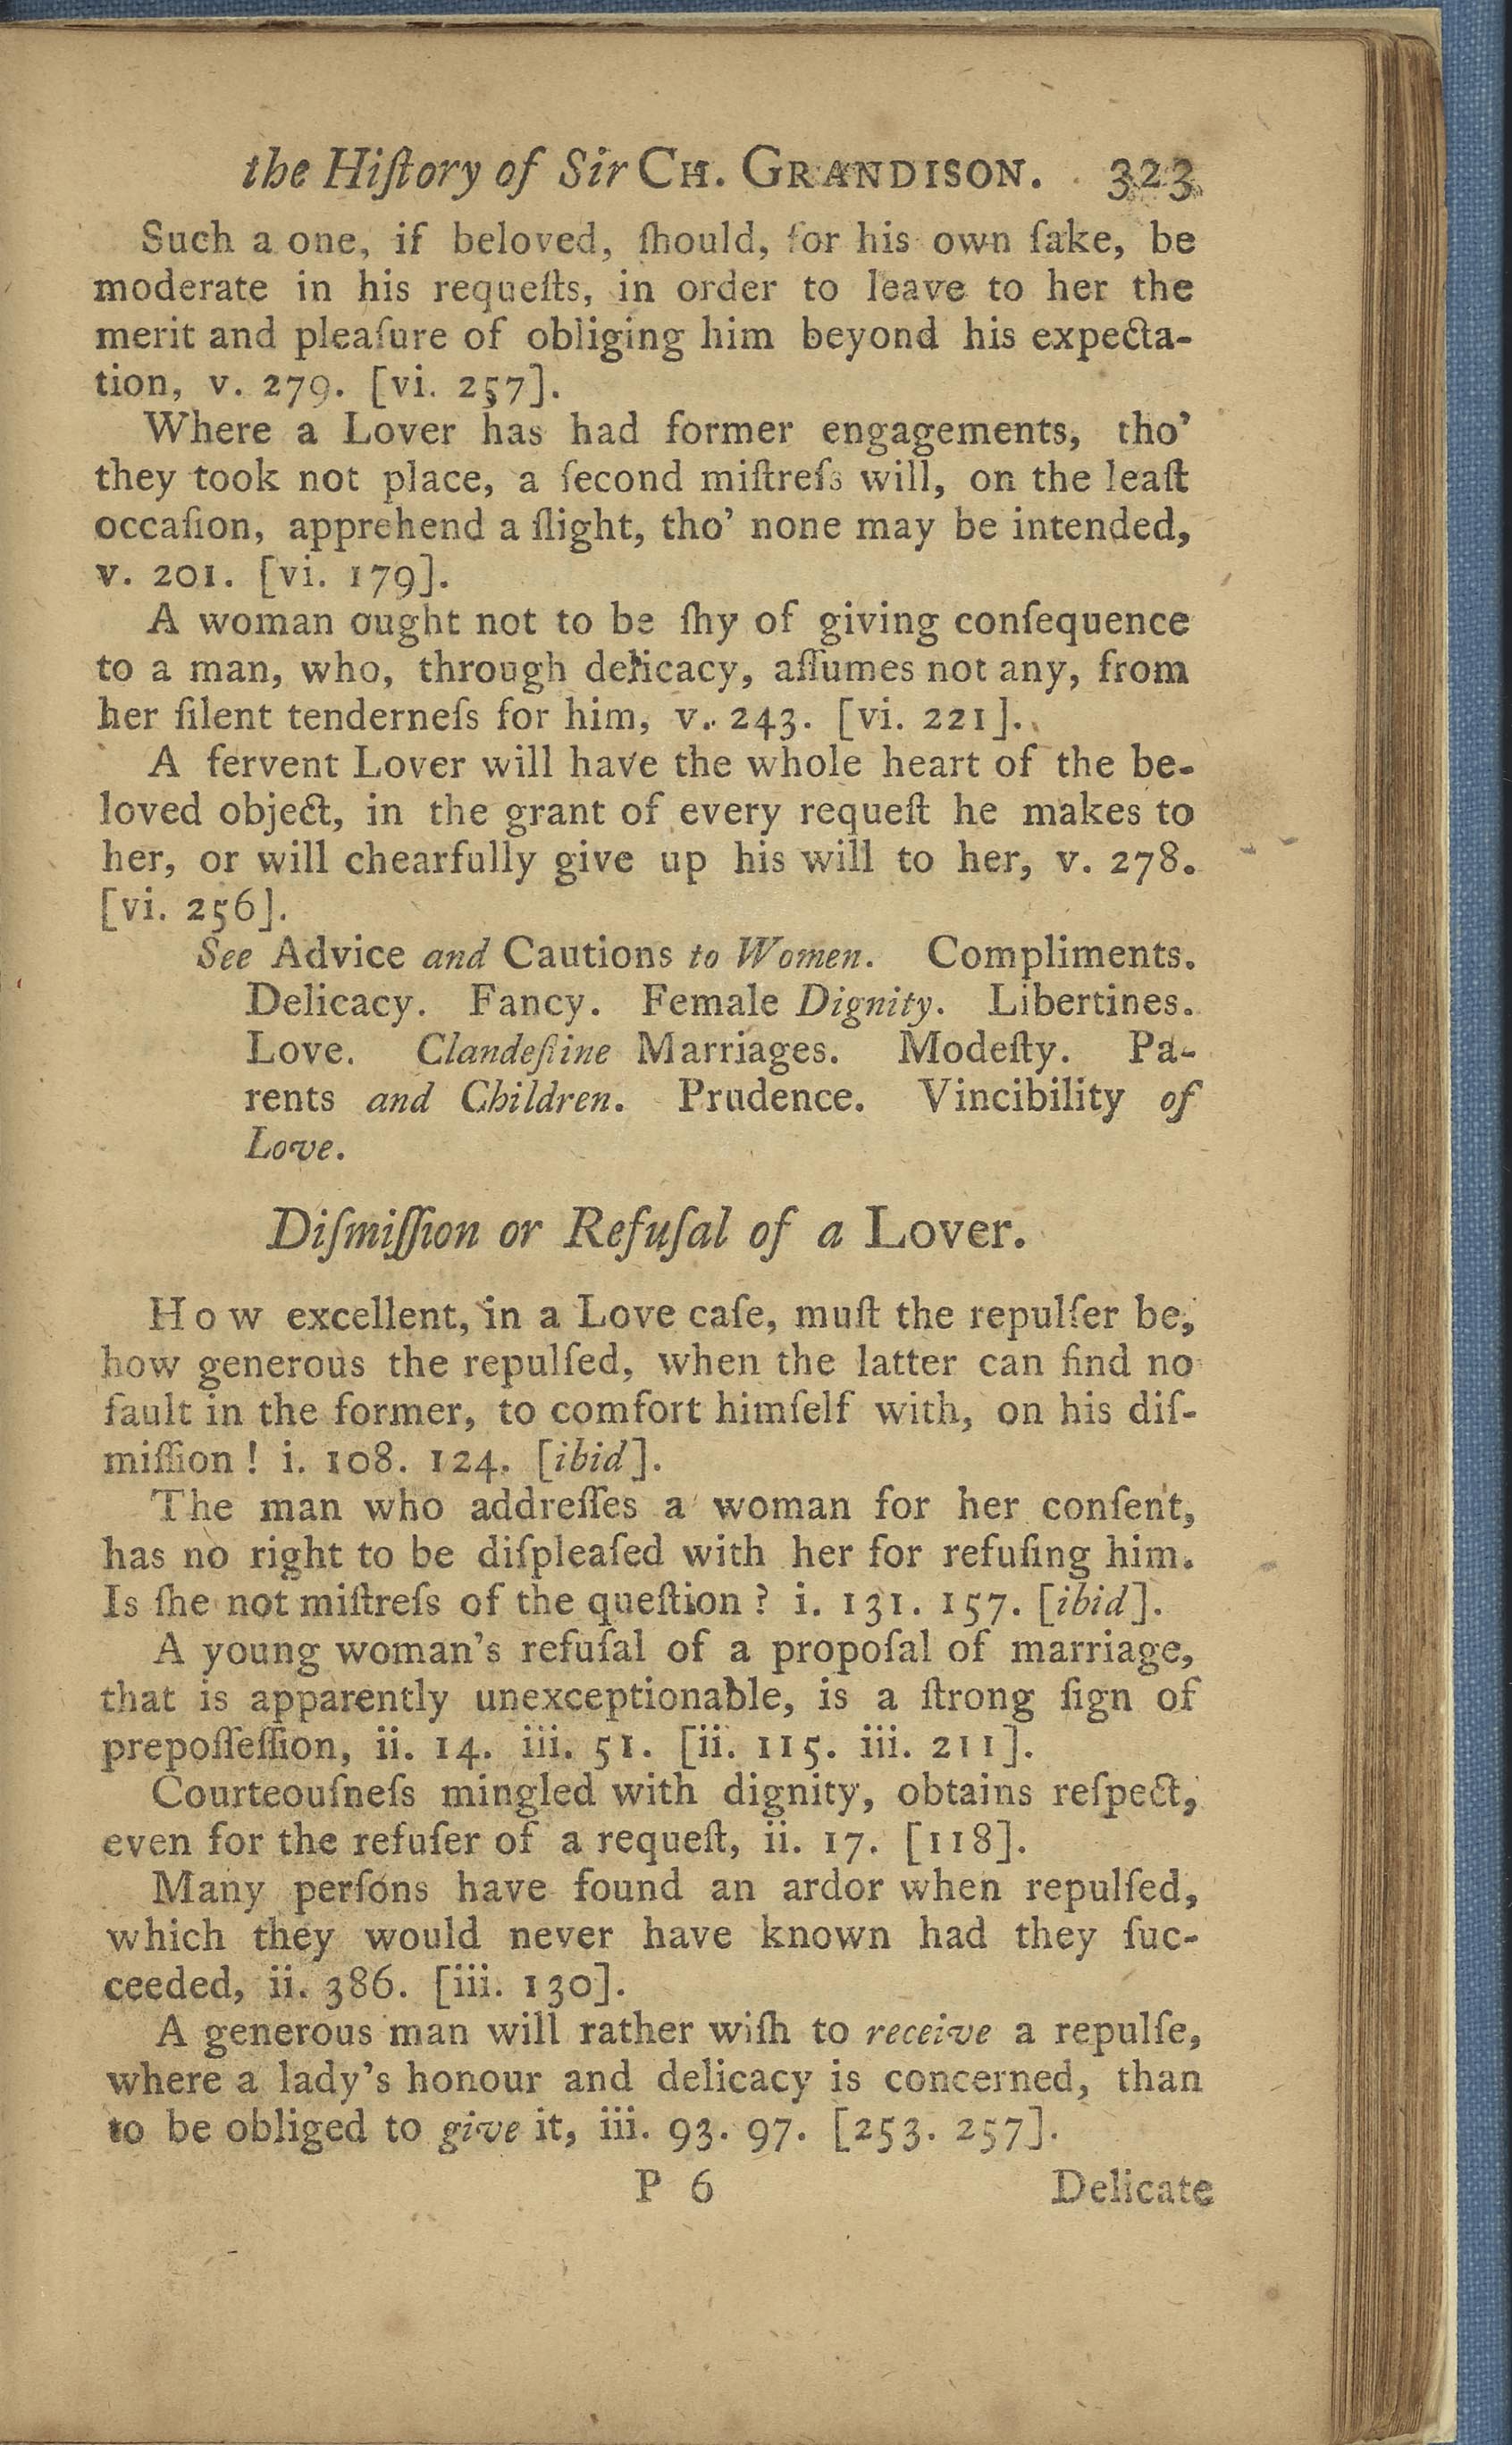 the Hiſtory of Sir CH. GRANDISON. 323
Such a one, if beloved, ſhould, for his own ſake, be
moderate in his requeſts, in order to leave to her the
merit and pleaſure of obliging him beyond his expecta-
tion, v. 279. [vi. 257].
Where a Lover has had former engagements, tho'
they took not place, a ſecond miſtreſs will, on the leaſt
occaſion, apprehend a ſlight, tho' none may be intended,
v. 201. [vi. 179].
A woman ought not to be ſhy of giving conſequence
to a man, who, through delicacy, aſſumes not any, from
her ſilent tenderneſs for him, v. 243. [vi. 221].
A fervent Lover will have the whole heart of the be-
loved object, in the grant of every requeſt he makes to
her, or will chearfully give up his will to her, v. 278.
[vi. 256].
See Advice and Cautions to Women. Compliments.
Delicacy. Fancy. Female Dignity. Libertines.
Love. Clandeſtine Marriages. Modeſty. Pa-
rents and Children. Prudence. Vincibility of
Love.
Diſmiſſion or Refuſal of a Lover.
How excellent, in a Love caſe, muſt the repulſer be,
how generous the repulſed, when the latter can find no
fault in the former, to comfort himſelf with, on his diſ-
miſſion ! i. 108. 124. [ibid].
The man who addreſſes a woman for her conſent,
has no right to be diſpleaſed with her for refuſing him.
Is ſhe not miſtreſs of the queſtion ? i. 131. 157. [ibid].
A young woman's refuſal of a propoſal of marriage,
that is apparently unexceptionable, is a ſtrong ſign of
prepoſſeſſion, ii. 14. iii. 51. [ii. 115. iii. 211].
Courteouſneſs mingled with dignity, obtains reſpect,
even for the refuſer of a requeſt, ii. 17. [118].
Many perſons have found an ardor when repulſed,
which they would never have known had they ſuc-
ceeded, ii. 386. [iii. 130].
A generous man will rather wiſh to receive a repulſe,
where a lady's honour and delicacy is concerned, than
to be obliged to give it, iii. 93. 97. [253. 257].
P 6 Delicate